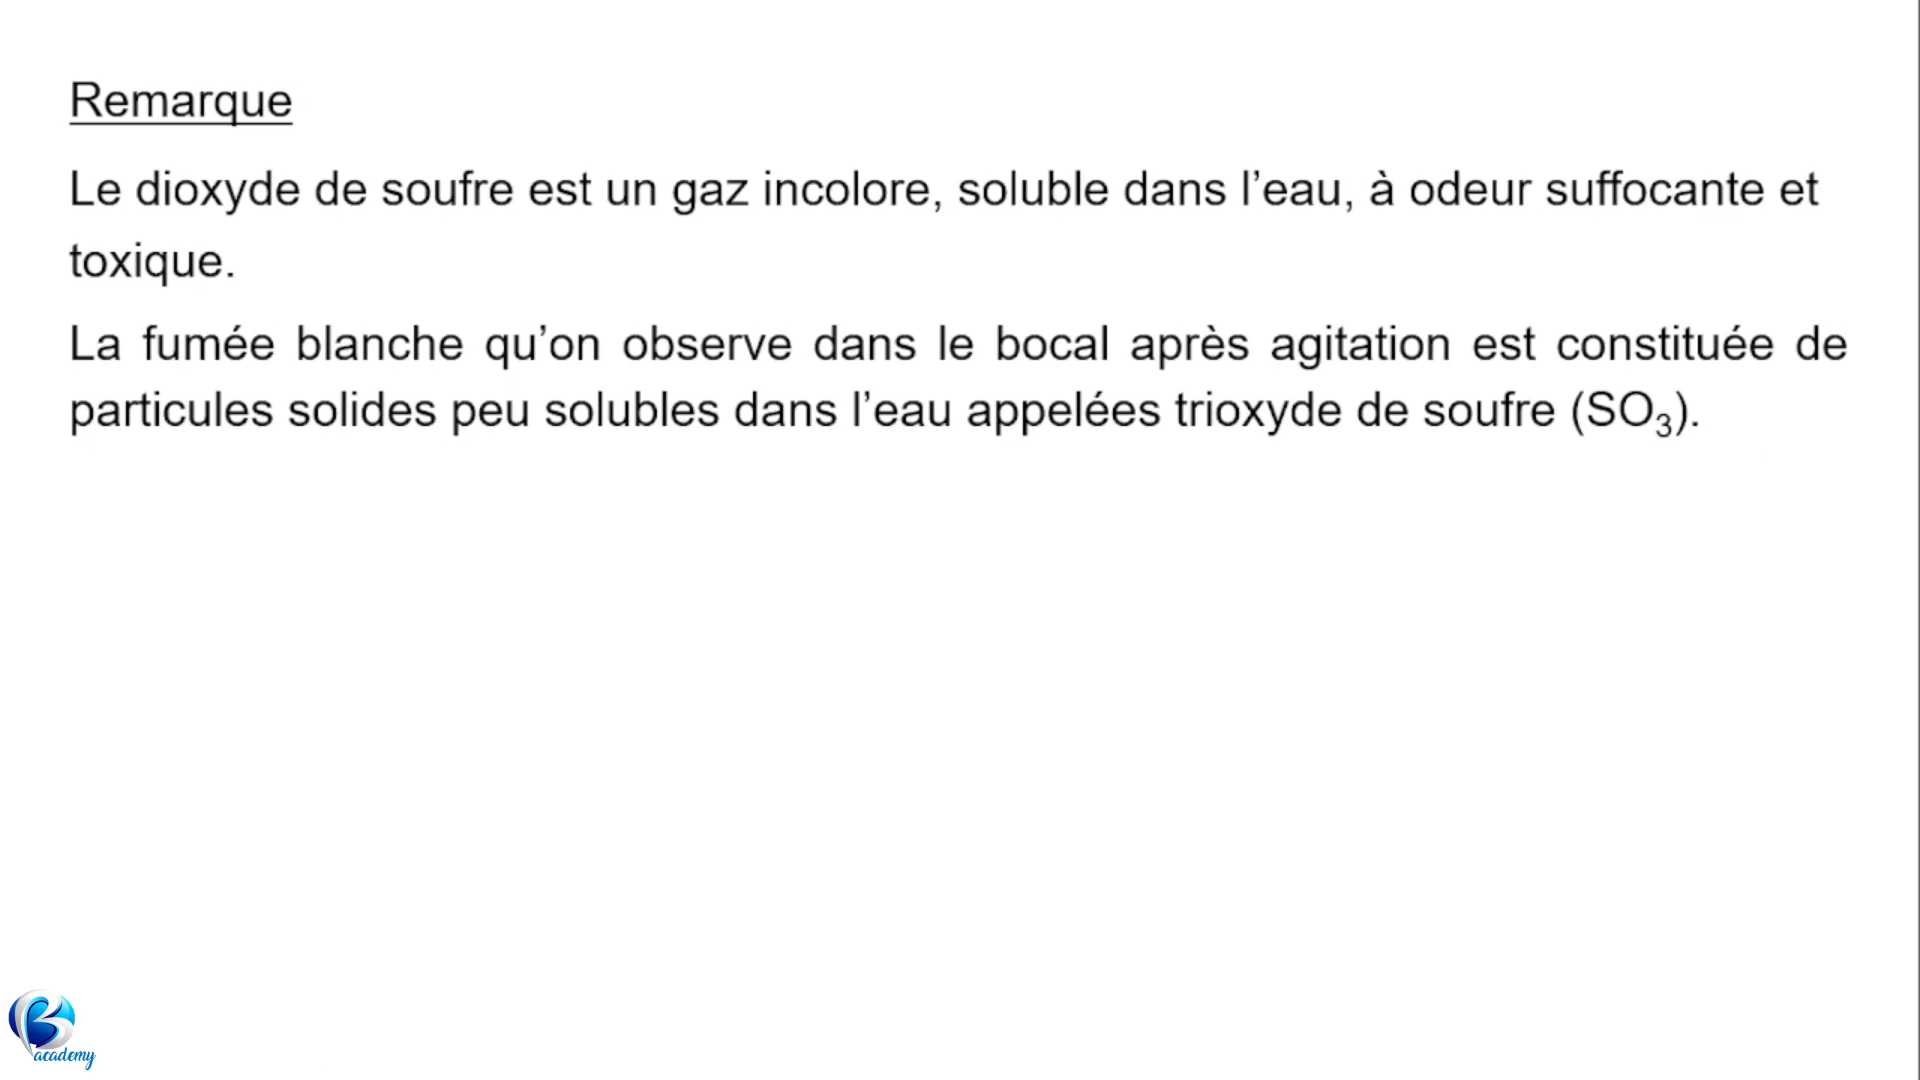 Remarque
Le dioxyde de soufre est un gaz incolore, soluble dans l’eau, à odeur suffocante et
toxique.
La fumée blanche qu’on observe dans le bocal après agitation est constituée de
particules solides peu solubles dans l’eau appelées trioxyde de soufre (SO₃).
B
academy